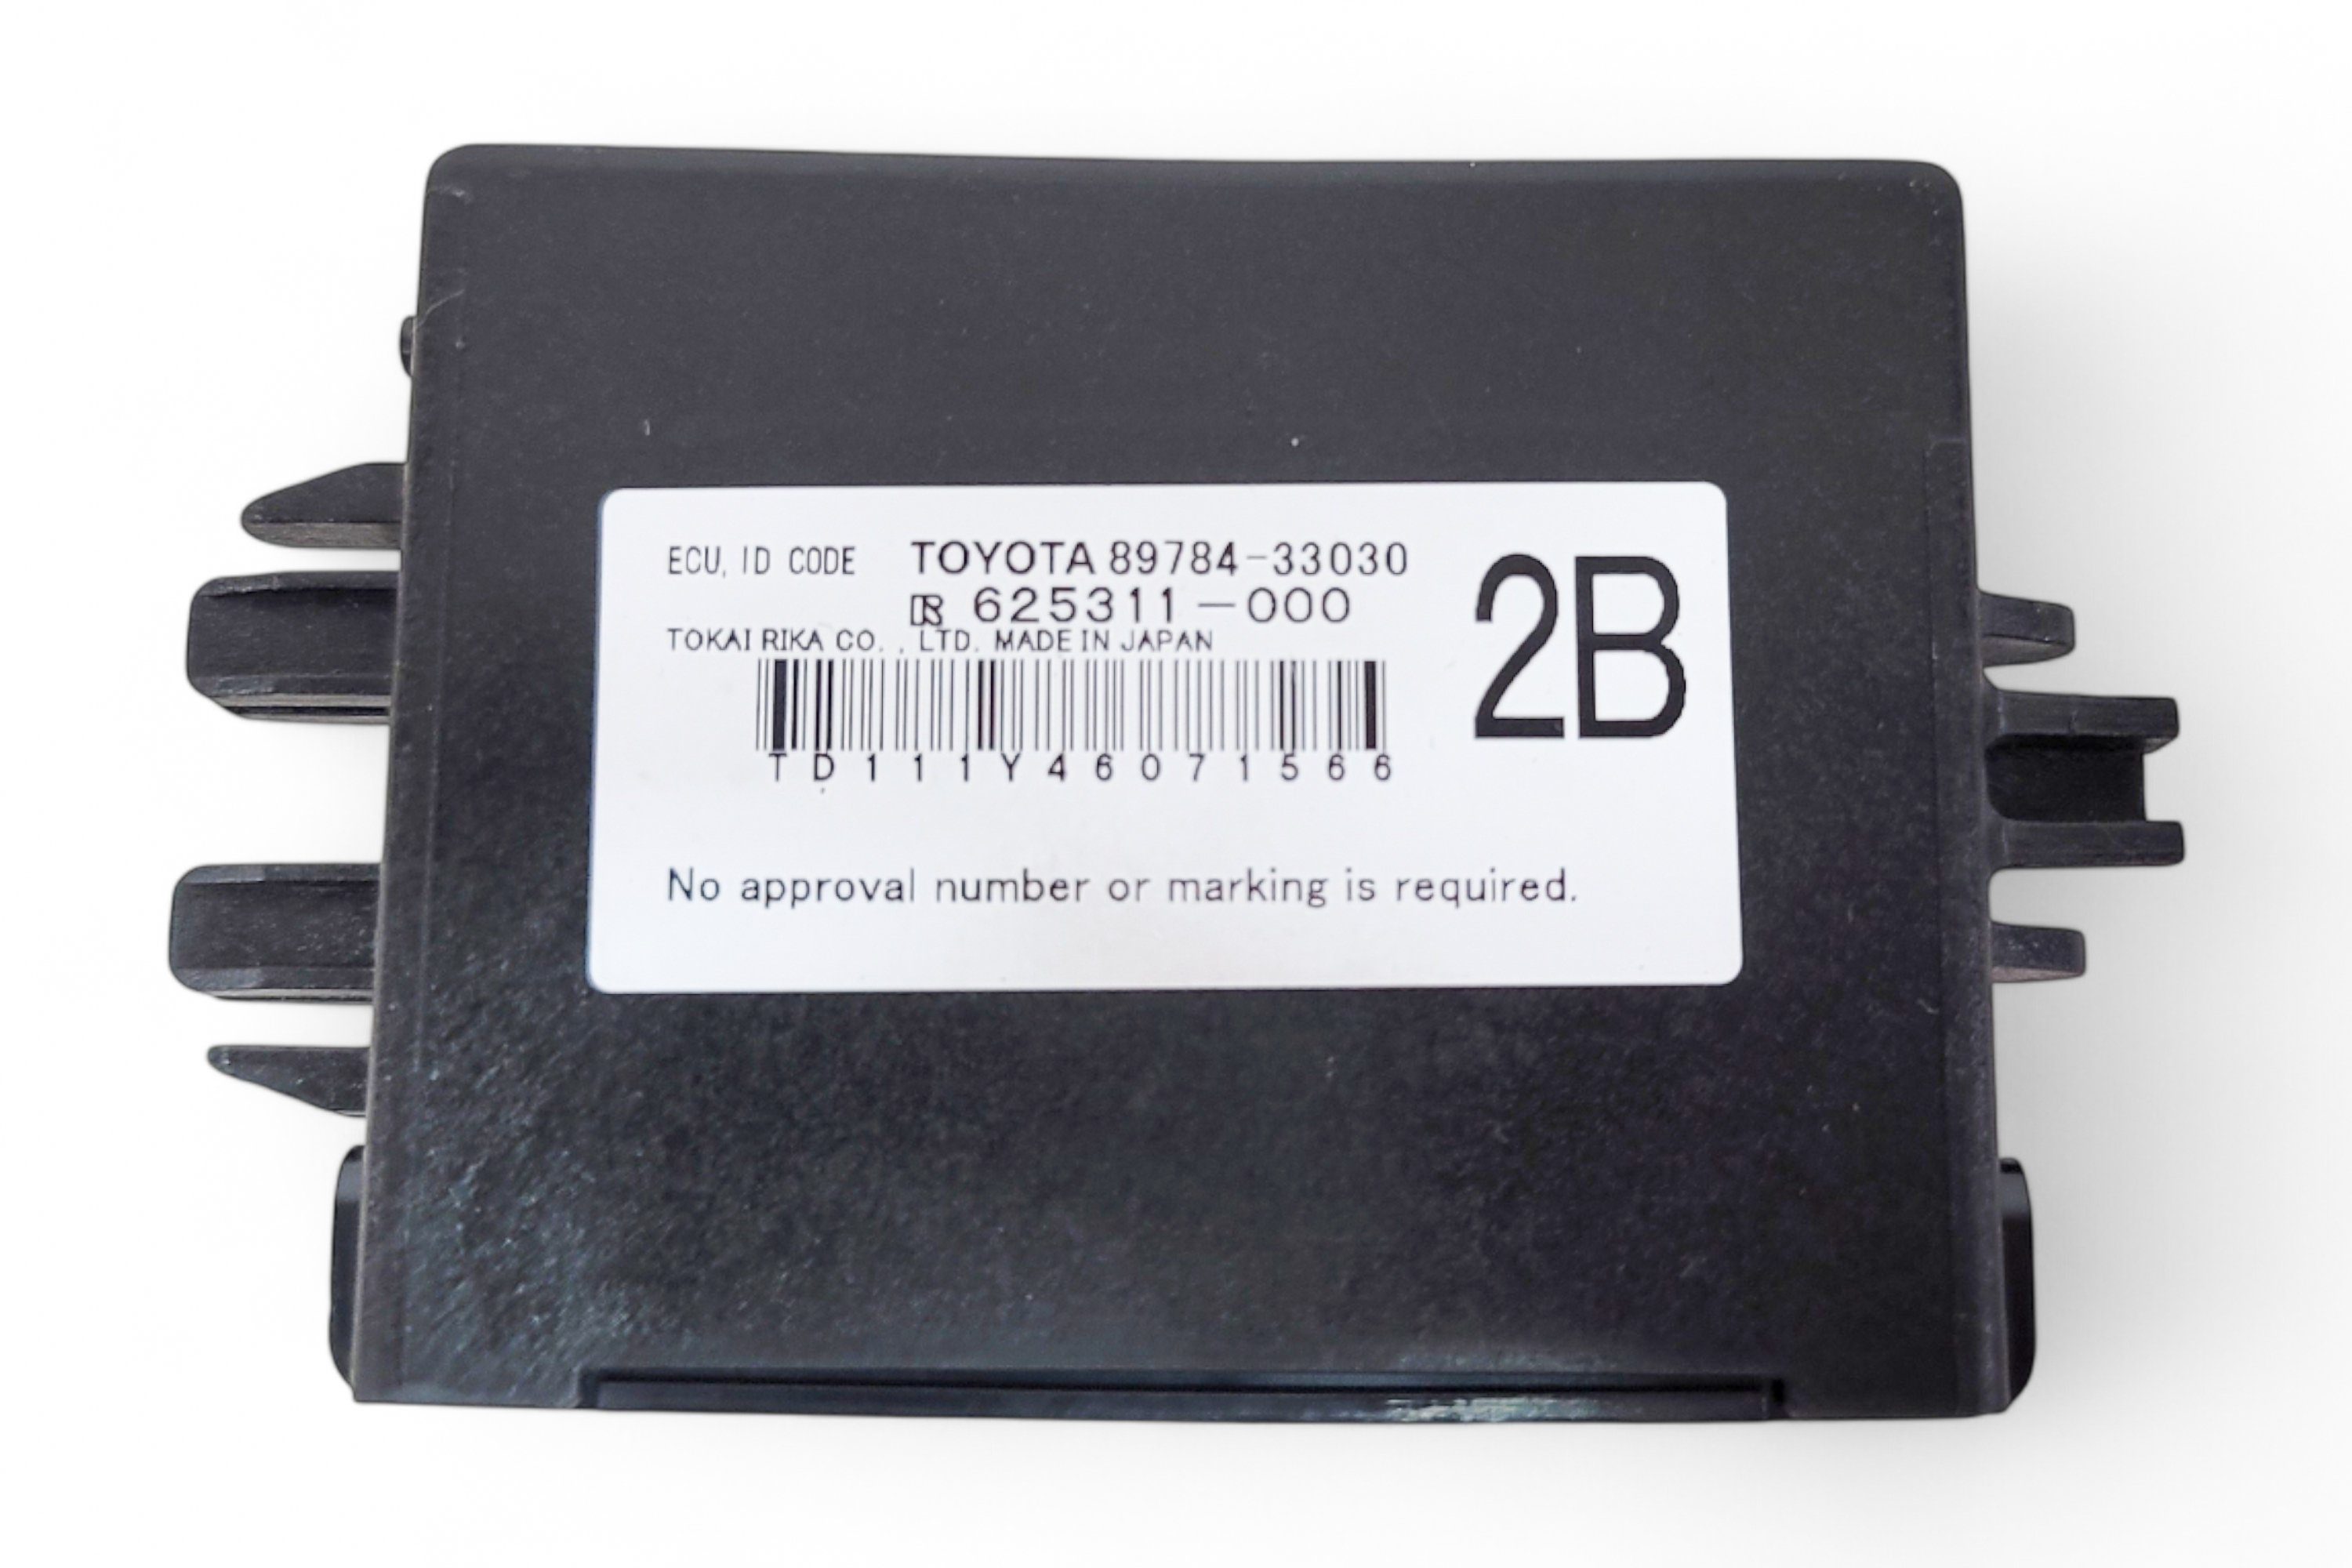 ECU, ID CODE TOYOTA 89784-33030
625311-000
2B
TOKAI RIKA CO., LTD. MADE IN JAPAN
TD111Y46071566
No approval number or marking is required.